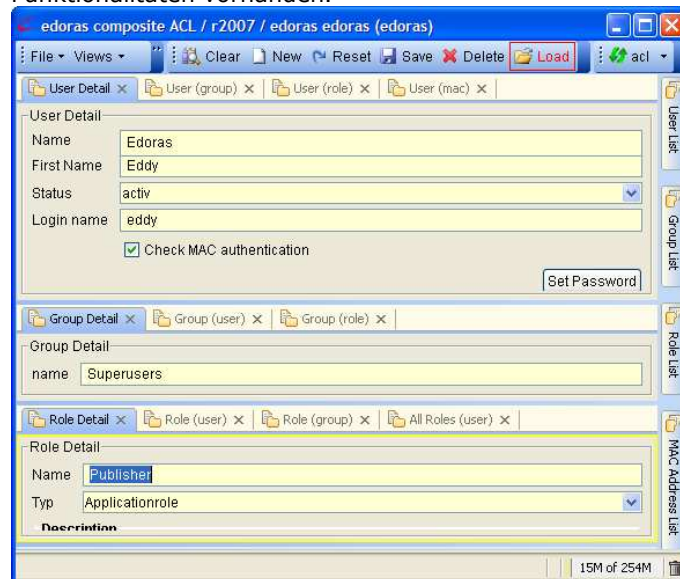 Funktionalitäten vorhanden.
edoras composite ACL / r2007 / edoras edoras (edoras)
File Views Clear New Reset Save Delete Load acl
User Detail User (group) User (role) User (mac)
User Detail
Name Edoras
First Name Eddy
Status activ
Login name eddy
Check MAC authentication
Set Password
Group Detail Group (user) Group (role)
Group Detail
name Superusers
Role Detail Role (user) Role (group) All Roles (user)
Role Detail
Name Publisher
Typ Applicationrole
Description
User List
Group List
Role List
MAC Address List
15M of 254M